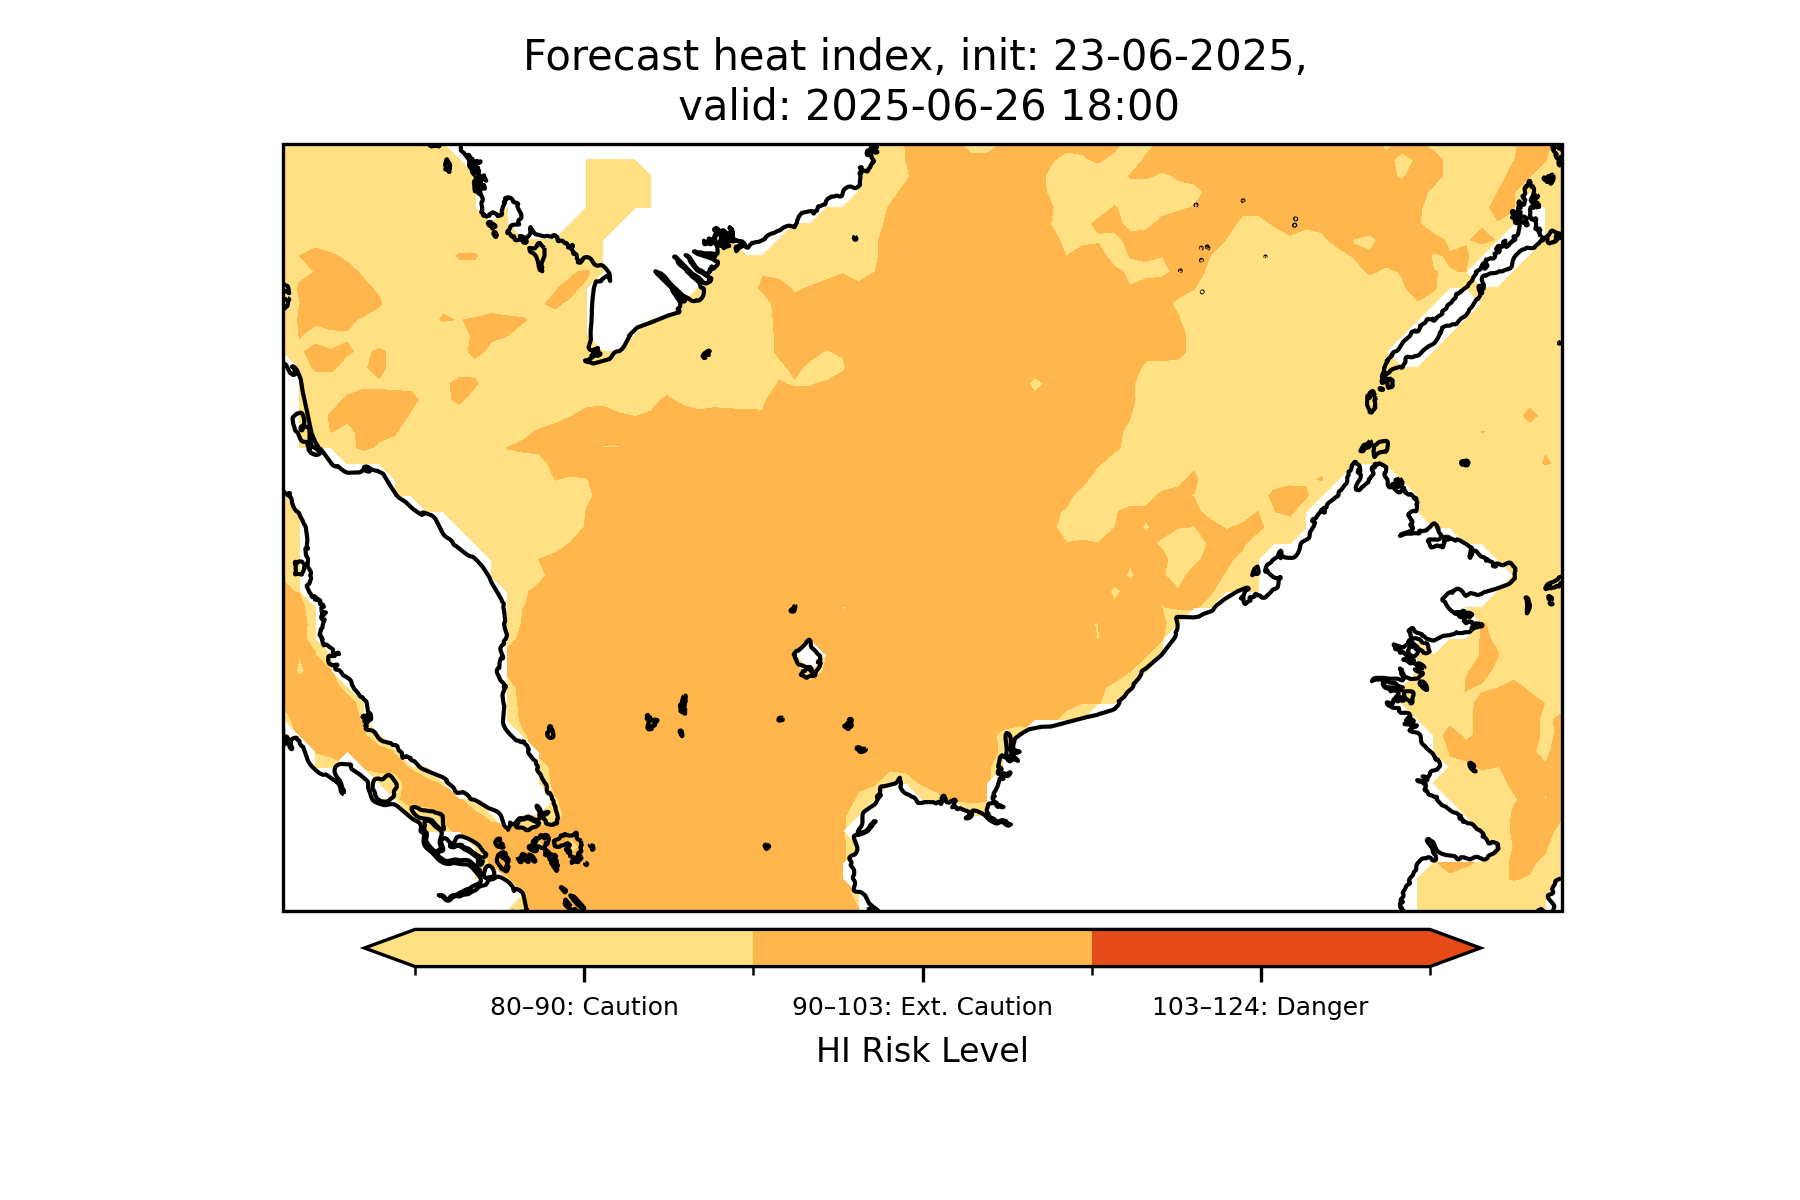 Forecast heat index, init: 23-06-2025,
valid: 2025-06-26 18:00
80–90: Caution
90–103: Ext. Caution
103–124: Danger
HI Risk Level